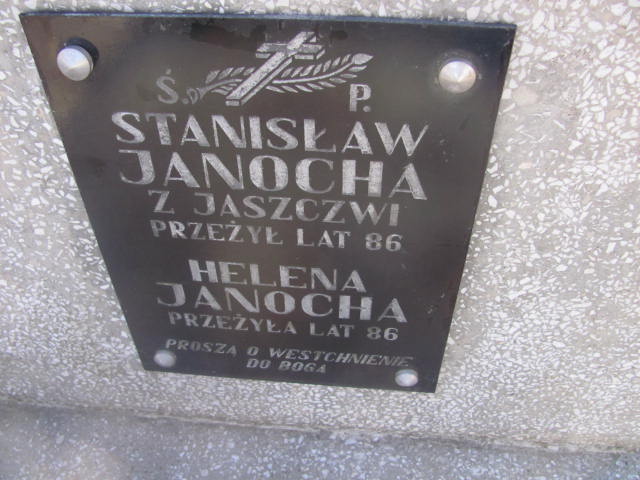 Ś. P.
STANISŁAW
JANOCHA
Z JASZCZWI
PRZEŻYŁ LAT 86
HELENA
JANOCHA
PRZEŻYŁA LAT 86
PROSZĄ O WESTCHNIENIE
DO BOGA